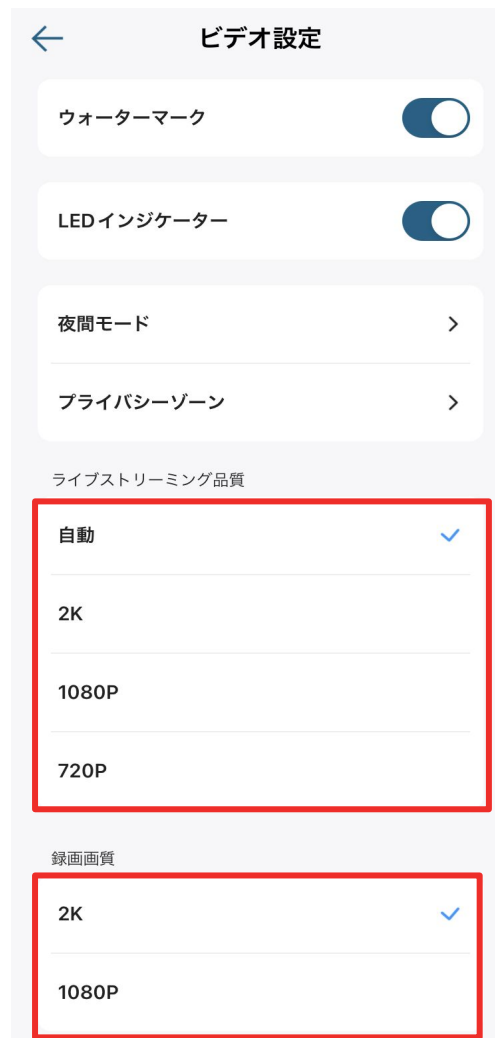 ビデオ設定
ウォーターマーク
LEDインジケーター
夜間モード
プライバシーゾーン
ライブストリーミング品質
自動
2K
1080P
720P
録画画質
2K
1080P